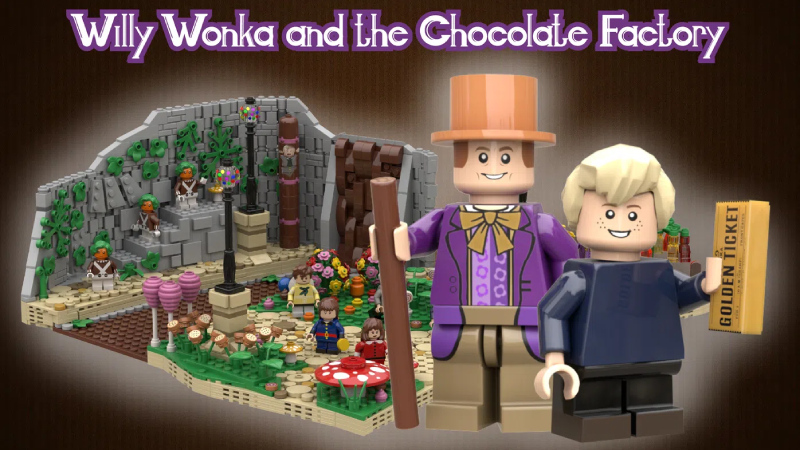 Willy Wonka and the Chocolate Factory
GOLDEN TICKET